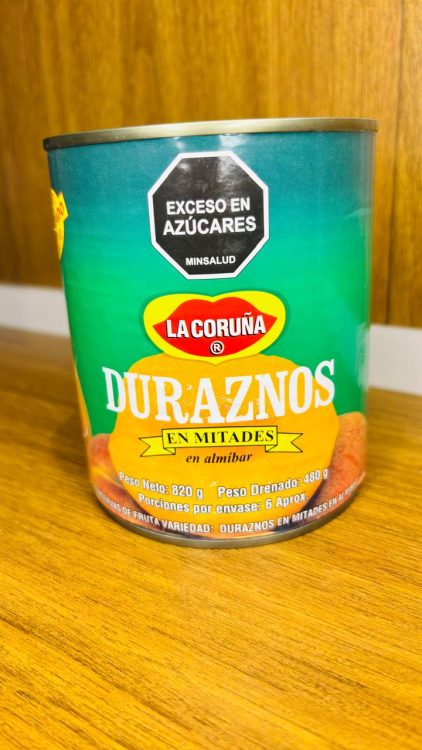 EXCESO EN
AZÚCARES
MINSALUD
LA CORUÑA
®
DURAZNOS
EN MITADES
en almíbar
Peso Neto: 820 g Peso Drenado: 480 g
Porciones por envase: 6 Aprox.
DE FRUTA VARIEDAD: DURAZNOS EN MITADES EN